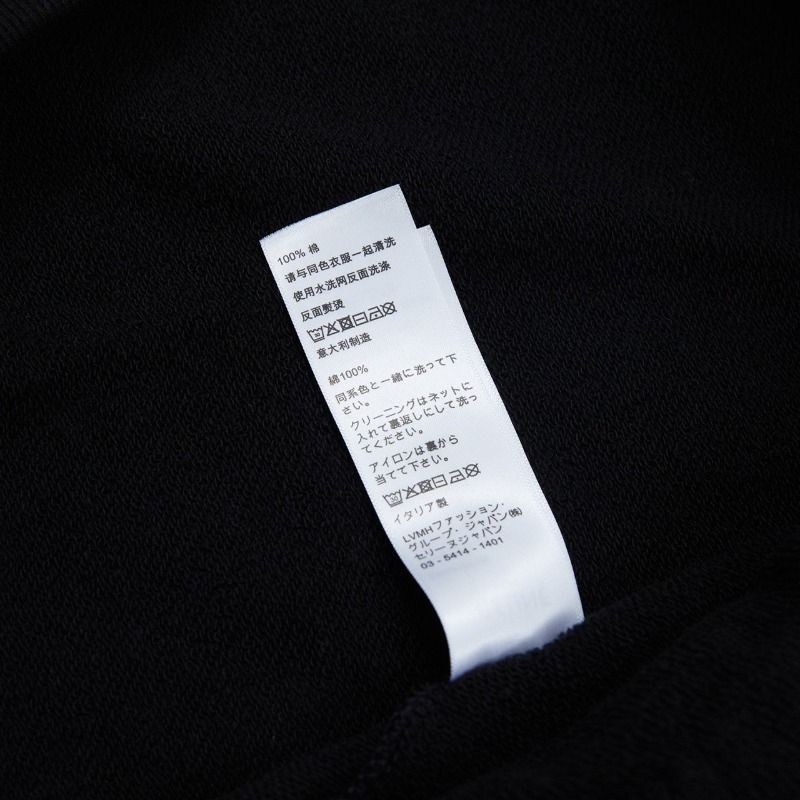 100% 棉
请与同色衣服一起清洗
使用水洗网反面洗涤
反面熨烫
30
意大利制造
綿100%
同系色と一緒に洗って下
さい。
クリーニングはネットに
入れて裏返しにして洗っ
てください。
アイロンは裏から
当てて下さい。
30
イタリア製
LVMHファッション・
グループ・ジャパン㈱
セリーヌジャパン
03 - 5414 - 1401